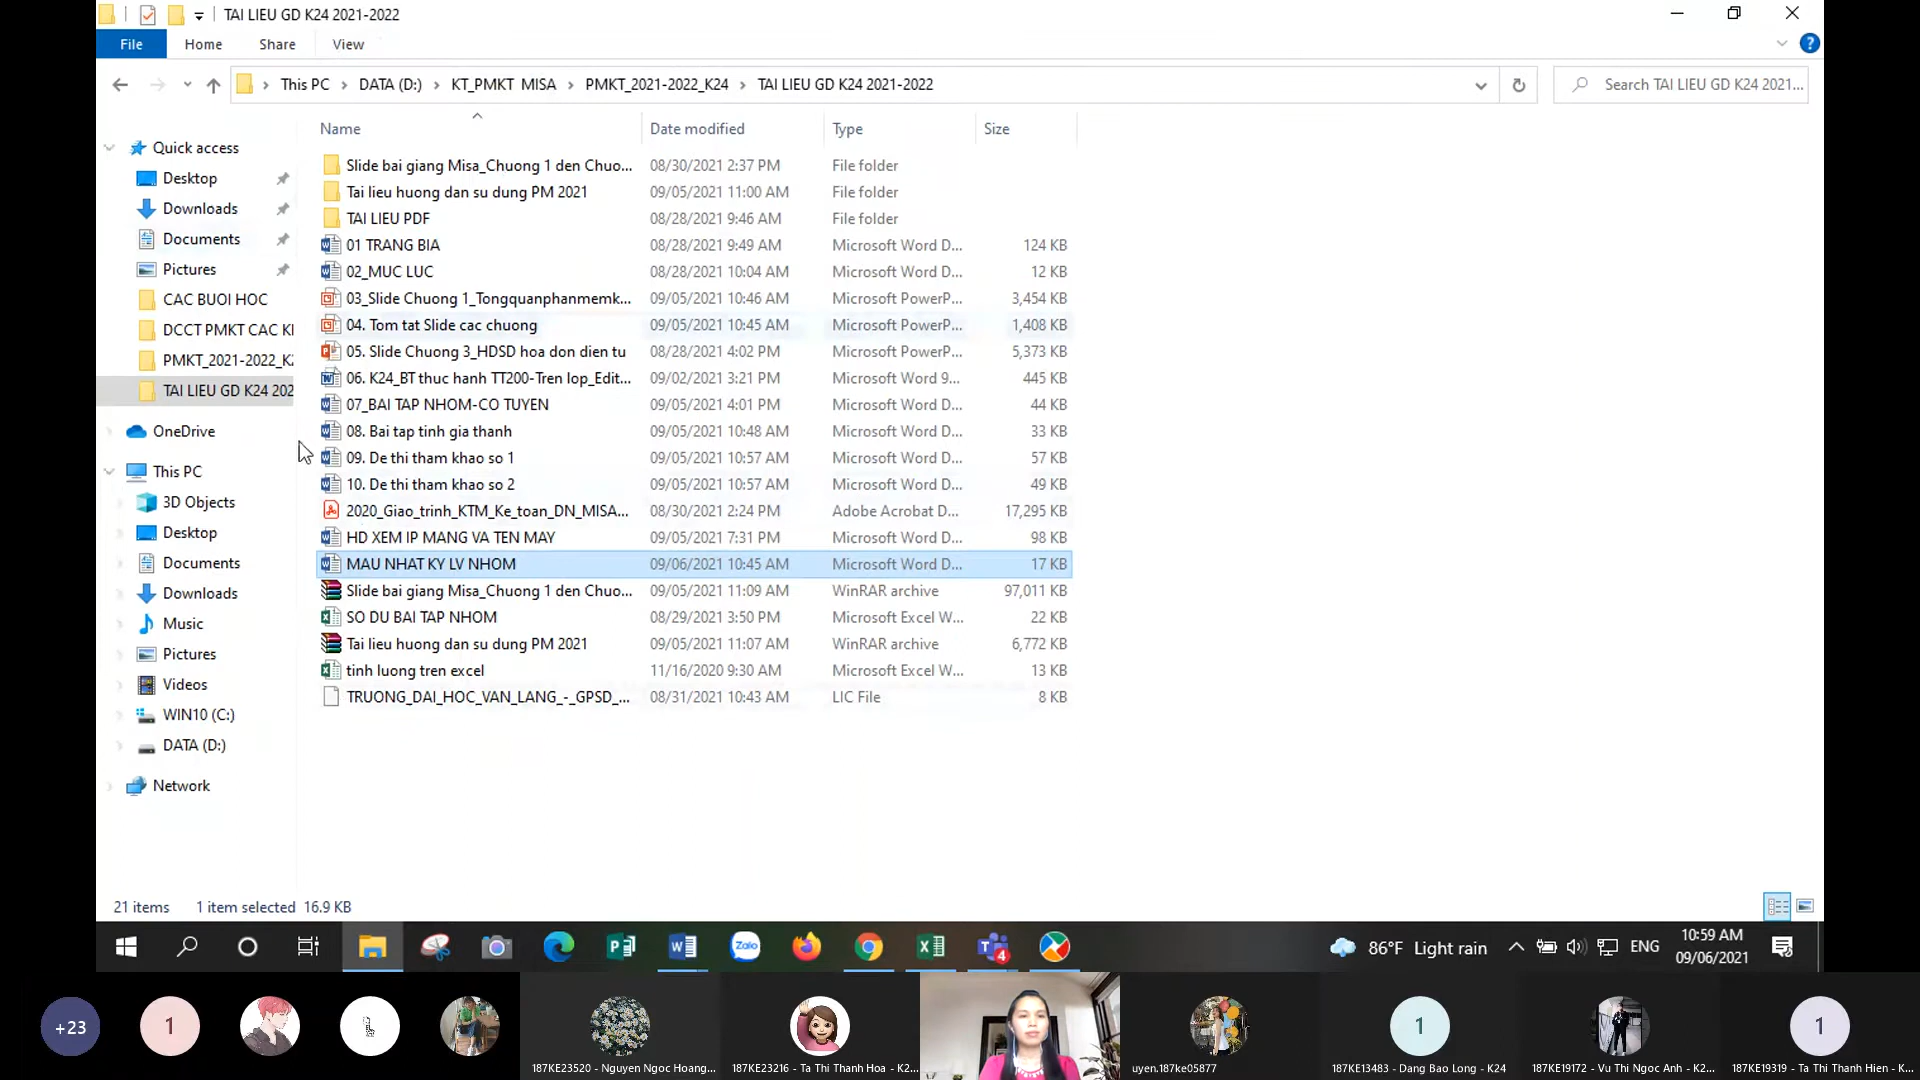 TAI LIEU GD K24 2021-2022
File Home Share View
This PC DATA (D:) KT_PMKT MISA PMKT_2021-2022_K24 TAI LIEU GD K24 2021-2022
Search TAI LIEU GD K24 2021...
Name Date modified Type Size
Quick access
Desktop
Downloads
Documents
Pictures
CAC BUOI HOC
DCCT PMKT CAC KI
PMKT_2021-2022_K2
TAI LIEU GD K24 202
OneDrive
This PC
3D Objects
Desktop
Documents
Downloads
Music
Pictures
Videos
WIN10 (C:)
DATA (D:)
Network
Slide bai giang Misa_Chuong 1 den Chuo... 08/30/2021 2:37 PM File folder
Tai lieu huong dan su dung PM 2021 09/05/2021 11:00 AM File folder
TAI LIEU PDF 08/28/2021 9:46 AM File folder
01 TRANG BIA 08/28/2021 9:49 AM Microsoft Word D... 124 KB
02_MUC LUC 08/28/2021 10:04 AM Microsoft Word D... 12 KB
03_Slide Chuong 1_Tongquanphanmemk... 09/05/2021 10:46 AM Microsoft PowerP... 3,454 KB
04. Tom tat Slide cac chuong 09/05/2021 10:45 AM Microsoft PowerP... 1,408 KB
05. Slide Chuong 3_HDSD hoa don dien tu 08/28/2021 4:02 PM Microsoft PowerP... 5,373 KB
06. K24_BT thuc hanh TT200-Tren lop_Edit... 09/02/2021 3:21 PM Microsoft Word 9... 445 KB
07_BAI TAP NHOM-CO TUYEN 09/05/2021 4:01 PM Microsoft Word D... 44 KB
08. Bai tap tinh gia thanh 09/05/2021 10:48 AM Microsoft Word D... 33 KB
09. De thi tham khao so 1 09/05/2021 10:57 AM Microsoft Word D... 57 KB
10. De thi tham khao so 2 09/05/2021 10:57 AM Microsoft Word D... 49 KB
2020_Giao_trinh_KTM_Ke_toan_DN_MISA... 08/30/2021 2:24 PM Adobe Acrobat D... 17,295 KB
HD XEM IP MANG VA TEN MAY 09/05/2021 7:31 PM Microsoft Word D... 98 KB
MAU NHAT KY LV NHOM 09/06/2021 10:45 AM Microsoft Word D... 17 KB
Slide bai giang Misa_Chuong 1 den Chuo... 09/05/2021 11:09 AM WinRAR archive 97,011 KB
SO DU BAI TAP NHOM 08/29/2021 3:50 PM Microsoft Excel W... 22 KB
Tai lieu huong dan su dung PM 2021 09/05/2021 11:07 AM WinRAR archive 6,772 KB
tinh luong tren excel 11/16/2020 9:30 AM Microsoft Excel W... 13 KB
TRUONG_DAI_HOC_VAN_LANG_-_GPSD_... 08/31/2021 10:43 AM LIC File 8 KB
21 items 1 item selected 16.9 KB
Zalo 4 86°F Light rain ENG 10:59 AM
09/06/2021
+23 1 1 1
187KE23520 - Nguyen Ngoc Hoang... 187KE23216 - Ta Thi Thanh Hoa - K2... uyen.187ke05877 187KE13483 - Dang Bao Long - K24 187KE19172 - Vu Thi Ngoc Anh - K2... 187KE19319 - Ta Thi Thanh Hien - K...